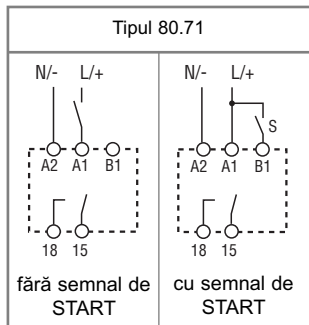 Tipul 80.71
N/- L/+
A2 A1 B1
18 15
fără semnal de
START
N/- L/+
S
A2 A1 B1
18 15
cu semnal de
START